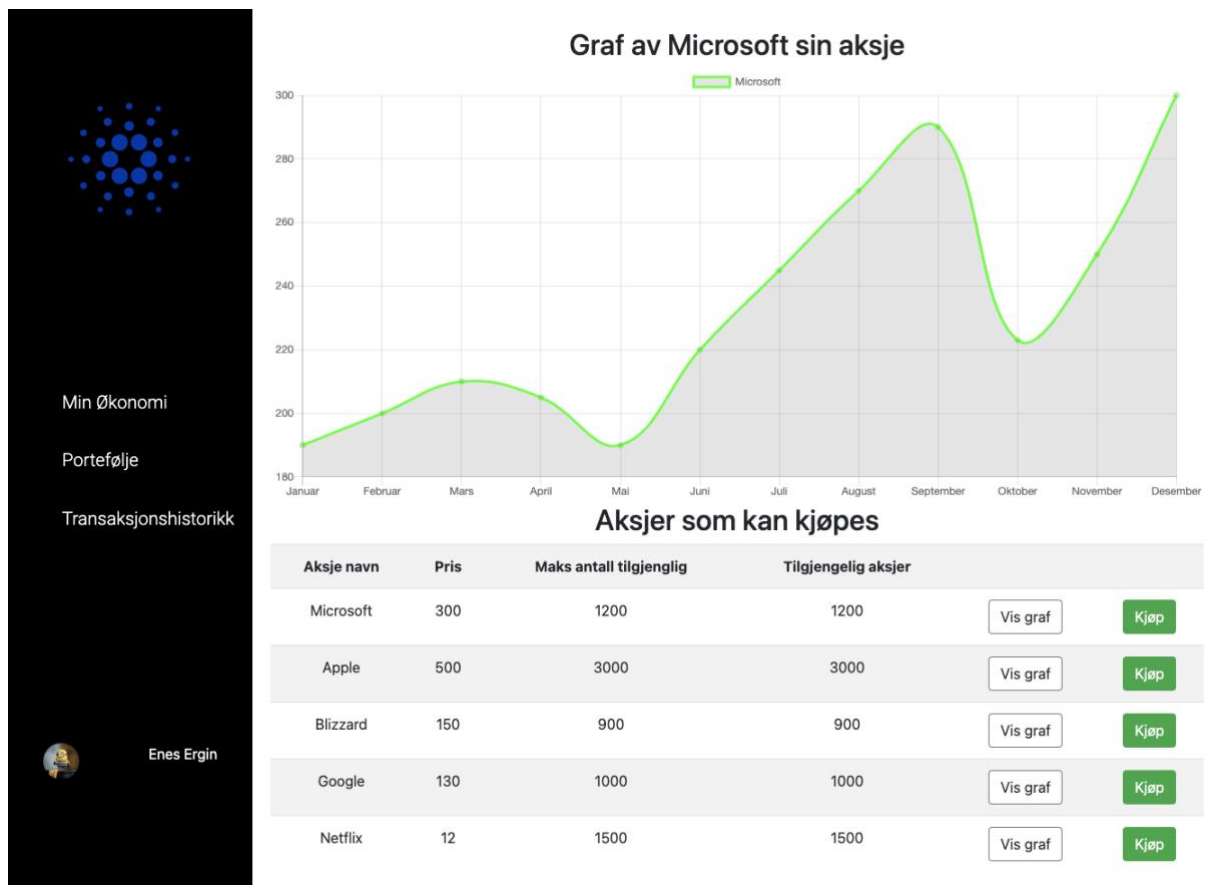 Graf av Microsoft sin aksje
Microsoft
300
280
260
240
220
200
180
Januar Februar Mars April Mai Juni Juli August September Oktober November Desember
Min Økonomi
Portefølje
Transaksjonshistorikk
Enes Ergin
Aksjer som kan kjøpes
Aksje navn Pris Maks antall tilgjenglig Tilgjengelig aksjer
Microsoft 300 1200 1200 Vis graf Kjøp
Apple 500 3000 3000 Vis graf Kjøp
Blizzard 150 900 900 Vis graf Kjøp
Google 130 1000 1000 Vis graf Kjøp
Netflix 12 1500 1500 Vis graf Kjøp